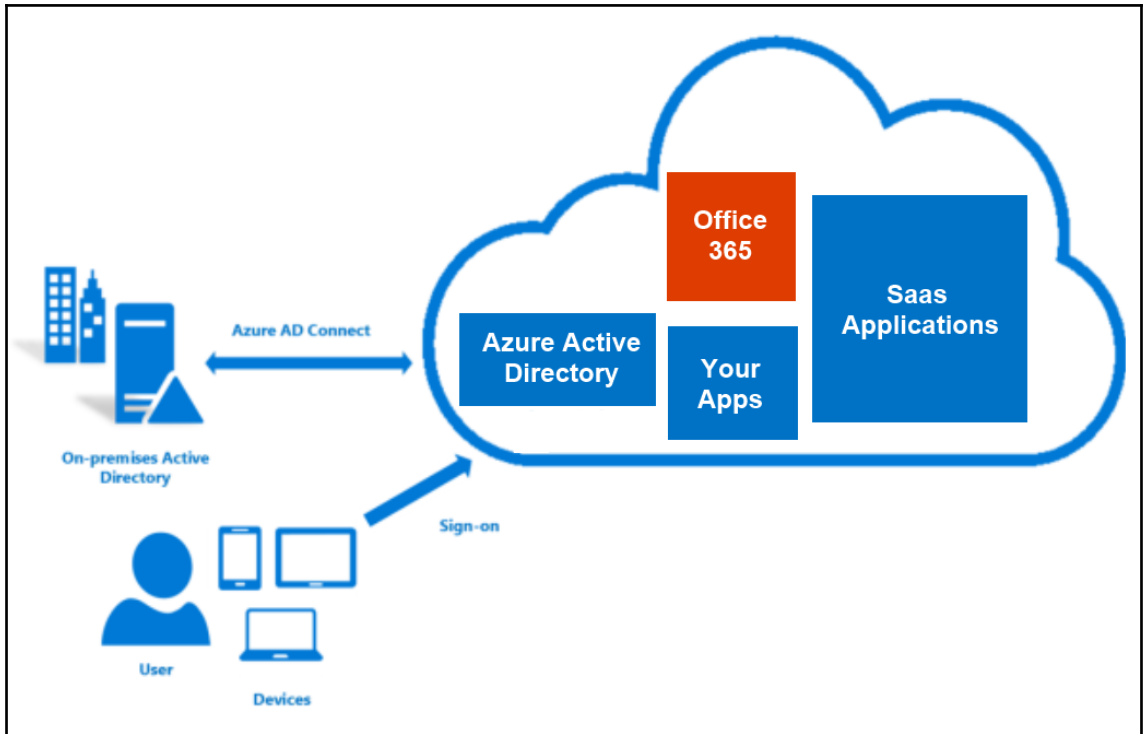 Office
365
Saas
Applications
Azure AD Connect
Azure Active
Directory
Your
Apps
On-premises Active
Directory
Sign-on
User
Devices